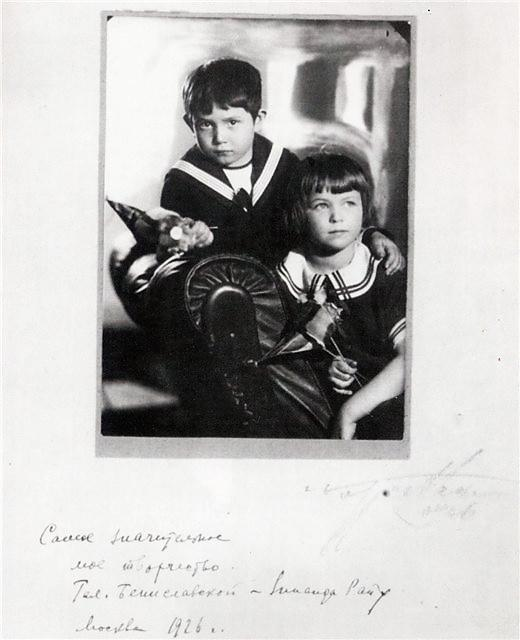 Самое значительное
мое творчество.
Гал. Бениславской – Зинаида Райх
Москва 1926 г.